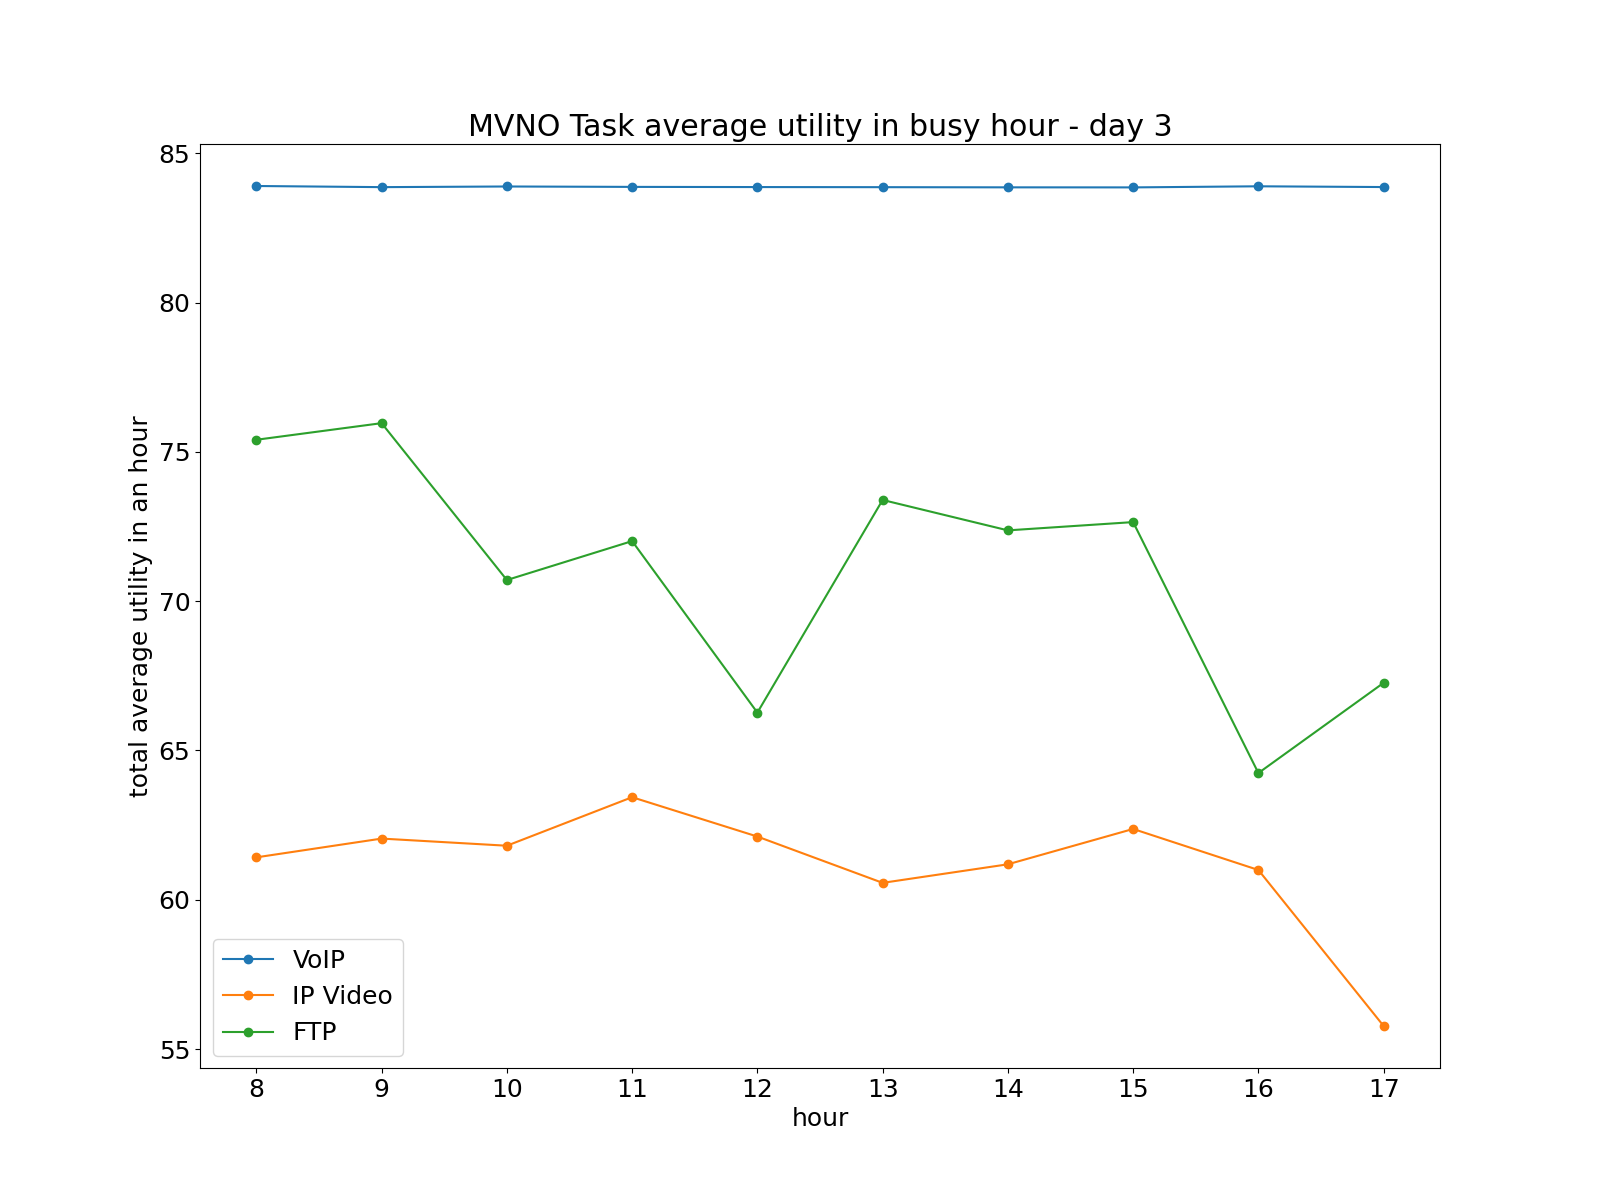 MVNO Task average utility in busy hour - day 3
total average utility in an hour
85
80
75
70
65
60
55
VoIP
IP Video
FTP
8 9 10 11 12 13 14 15 16 17
hour